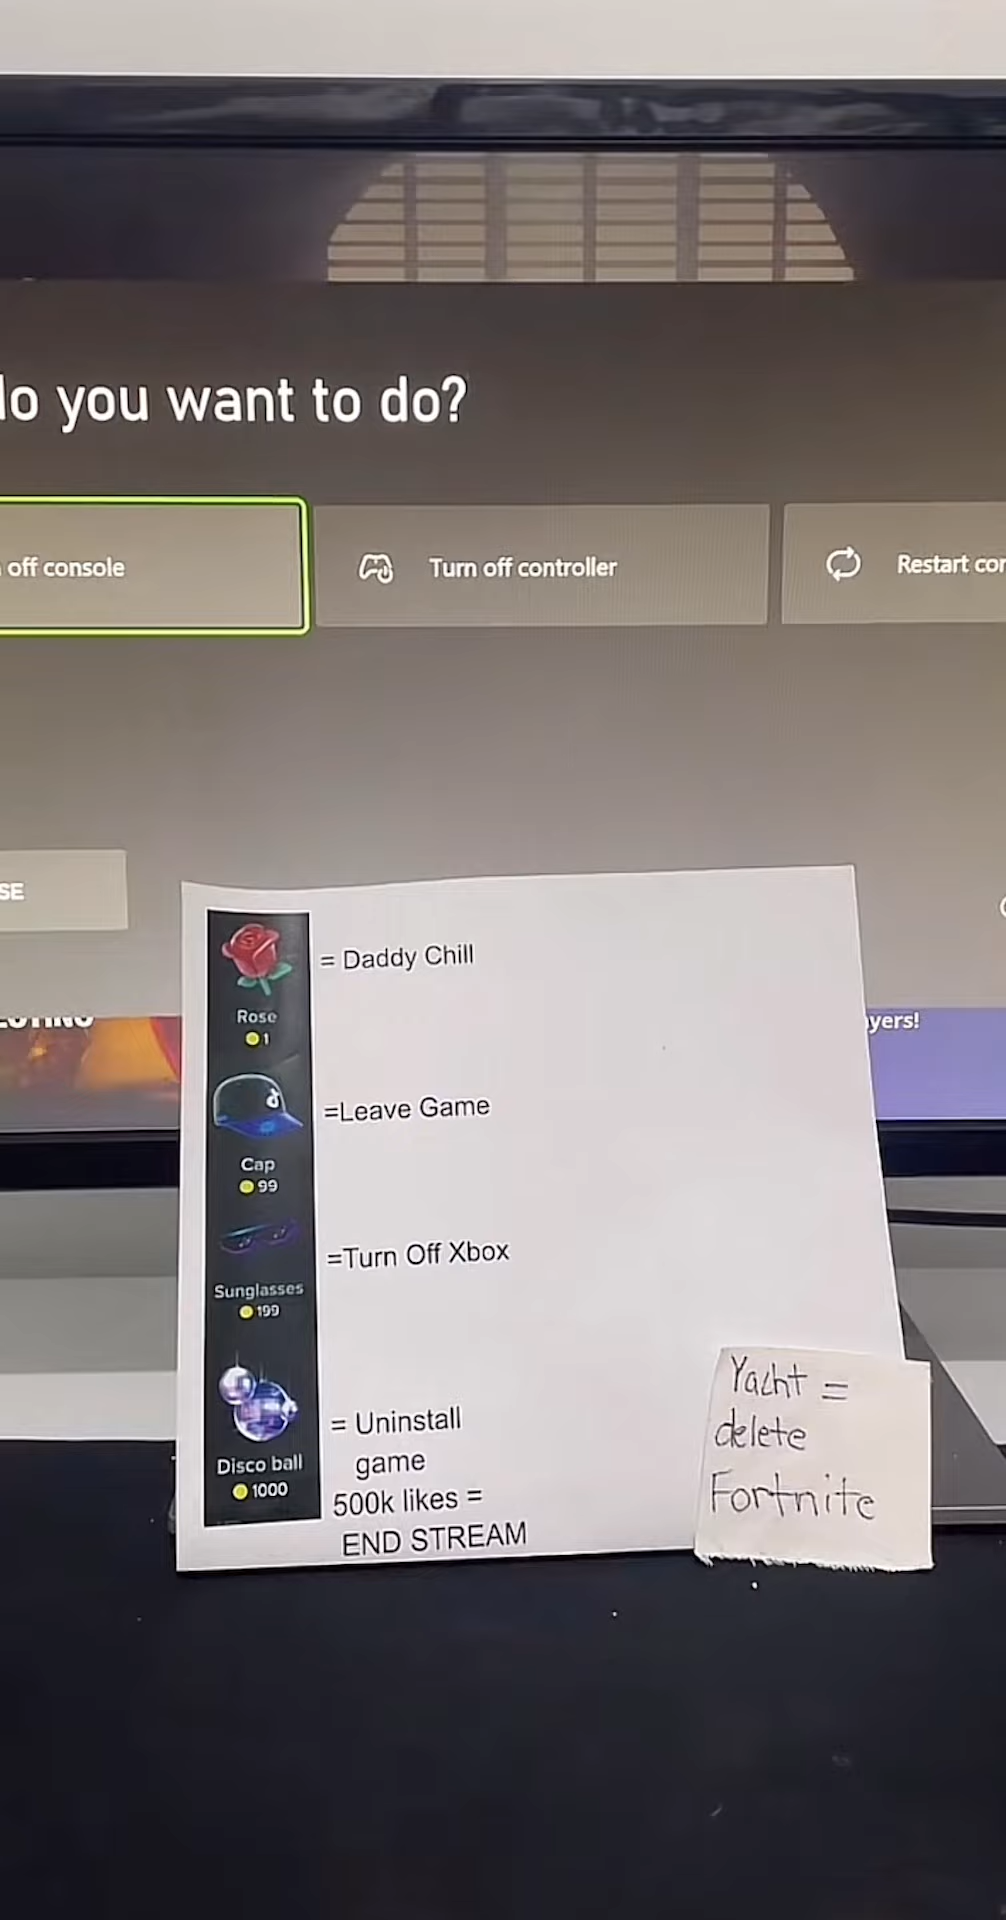 do you want to do?
off console
Turn off controller
Restart
SE
yers!
Rose
1
= Daddy Chill
Cap
99
=Leave Game
Sunglasses
199
=Turn Off Xbox
Disco ball
1000
= Uninstall
game
500k likes =
END STREAM
Yacht =
delete
Fortnite